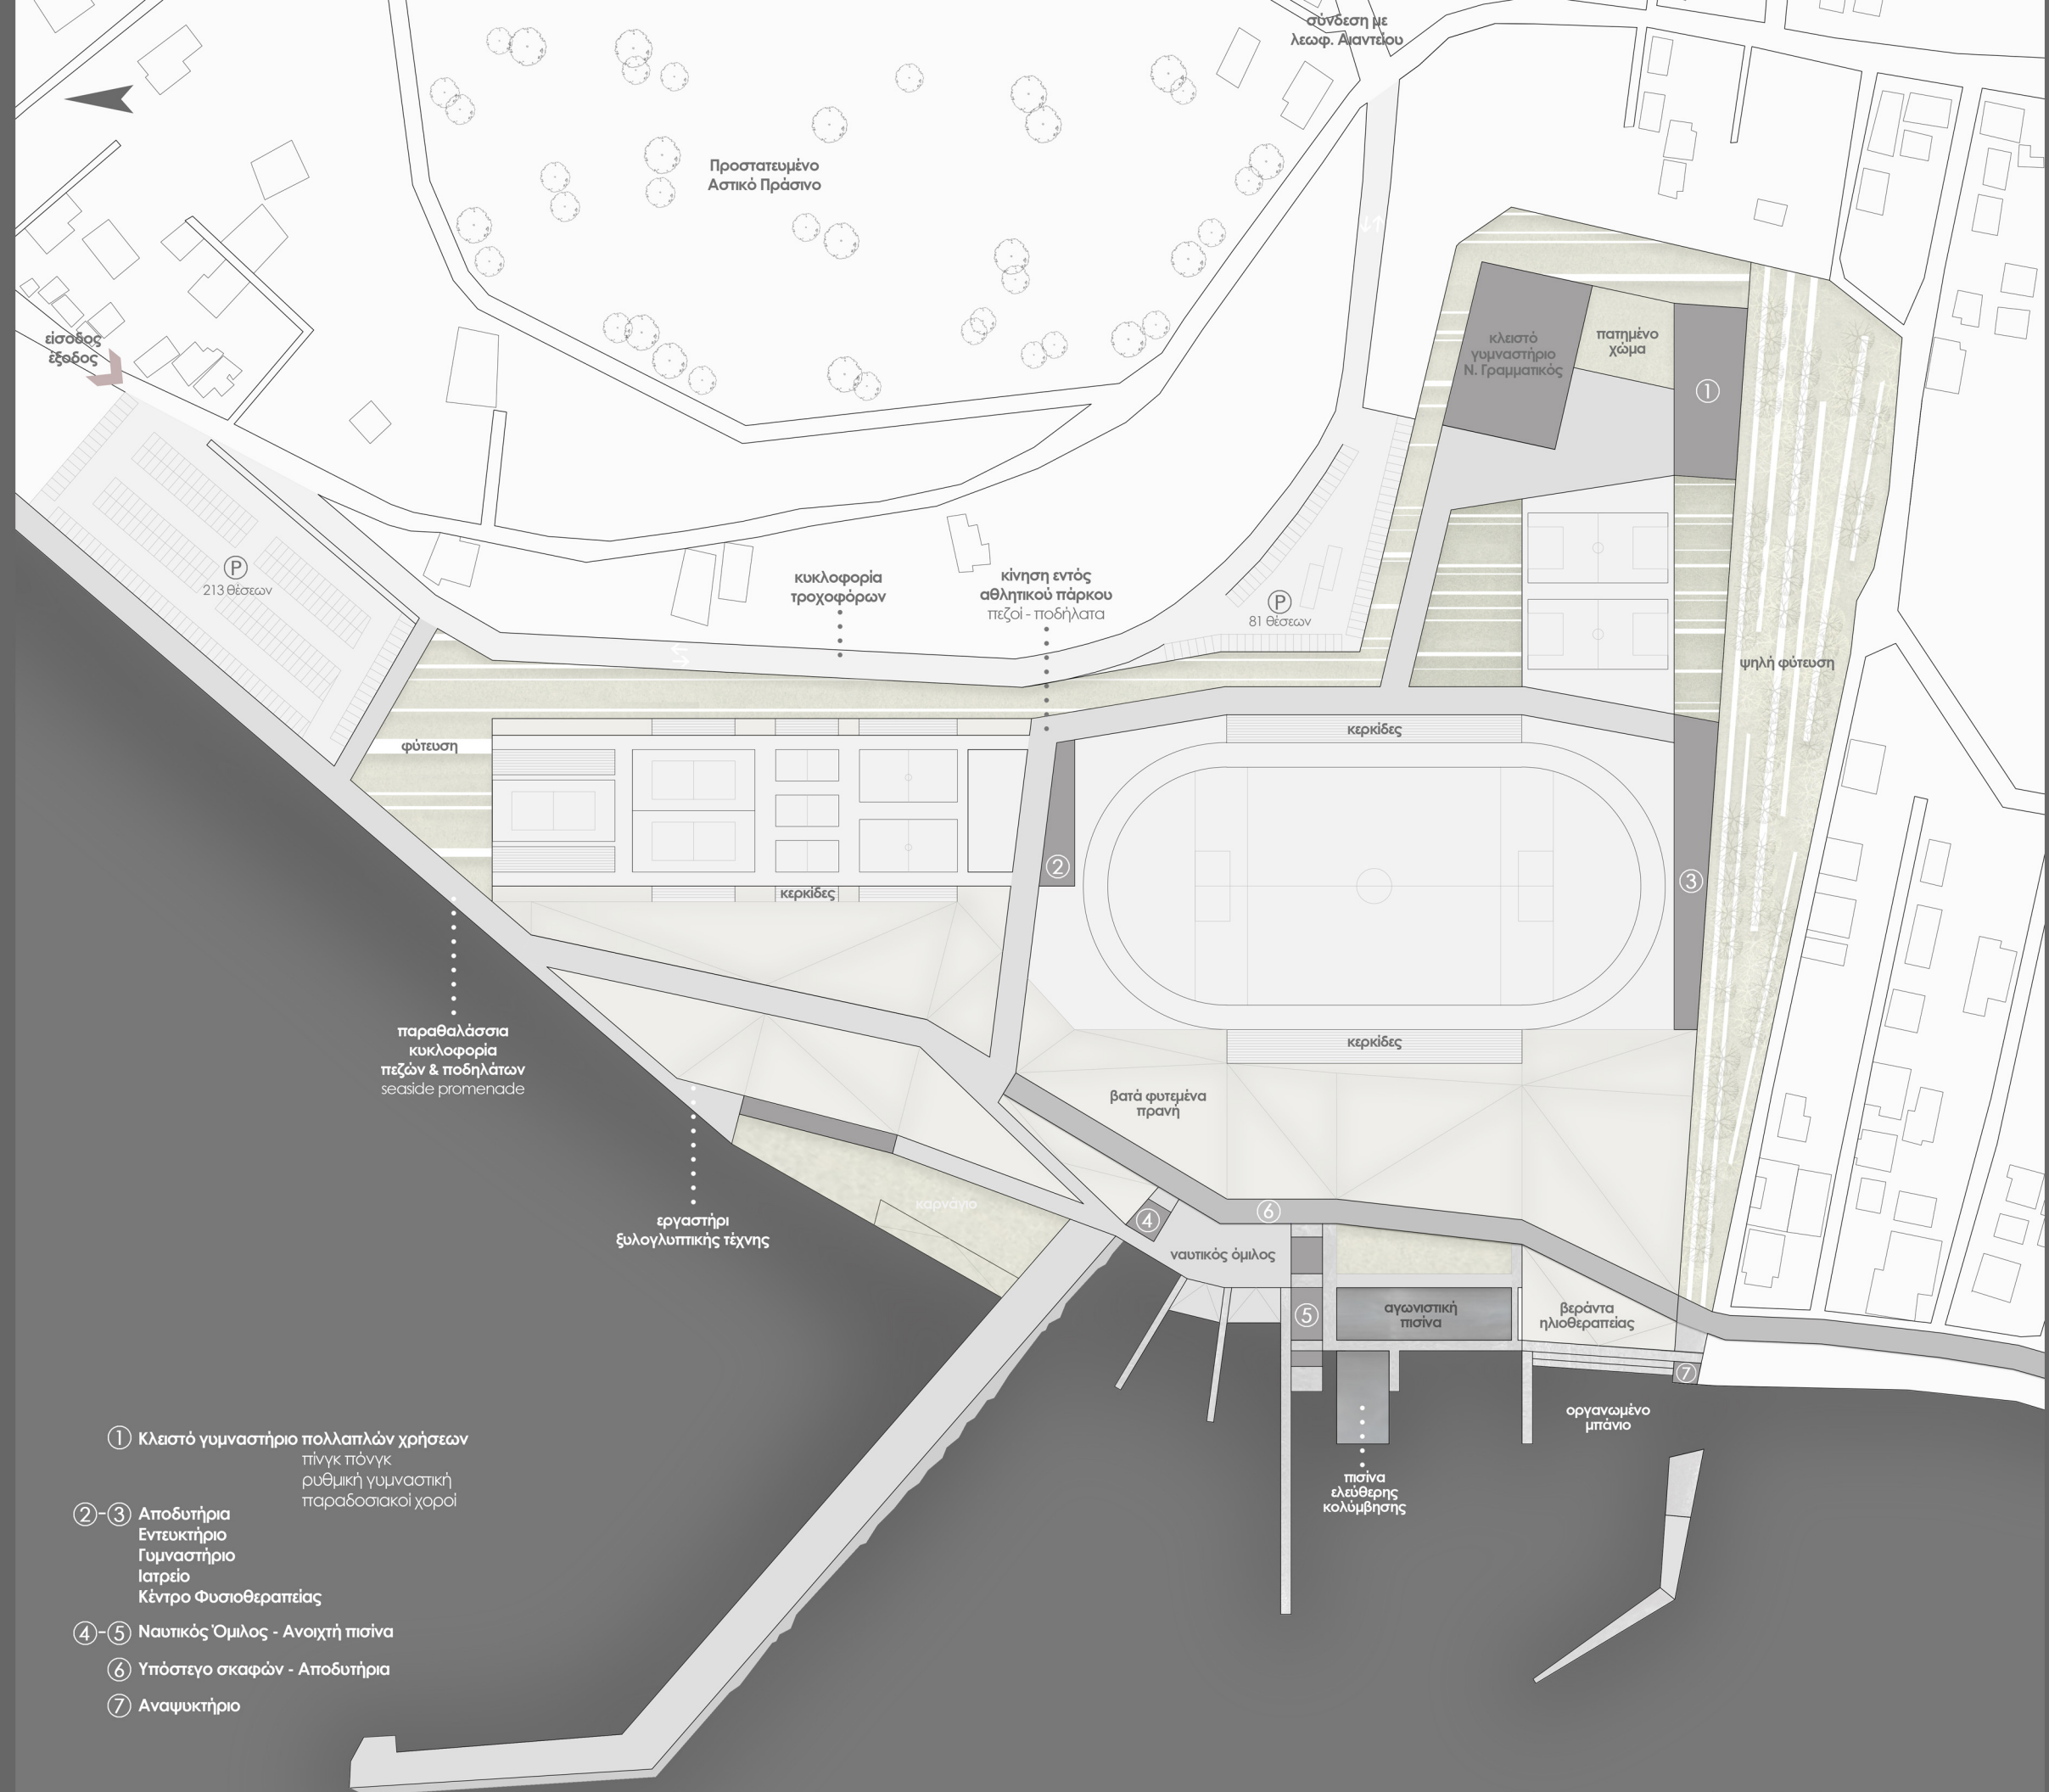 σύνδεση με
λεωφ. Αιαντείου
Προστατευμένο
Αστικό Πράσινο
είσοδος
έξοδος
κλειστό
γυμναστήριο
Ν. Γραμματικός
πατημένο
χώμα
1
P
213 θέσεων
κυκλοφορία
τροχοφόρων
κίνηση εντός
αθλητικού πάρκου
πεζοί - ποδήλατα
P
81 θέσεων
ψηλή φύτευση
φύτευση
κερκίδες
2
3
κερκίδες
κερκίδες
παραθαλάσσια
κυκλοφορία
πεζών & ποδηλάτων
seaside promenade
βατά φυτεμένα
πρανή
καρνάγιο
εργαστήρι
ξυλογλυπτικής τέχνης
4
6
ναυτικός όμιλος
5
αγωνιστική
πισίνα
βεράντα
ηλιοθεραπείας
7
οργανωμένο
μπάνιο
πισίνα
ελεύθερης
κολύμβησης
1 Κλειστό γυμναστήριο πολλαπλών χρήσεων
πίνγκ πόνγκ
ρυθμική γυμναστική
παραδοσιακοί χοροί
2-3 Αποδυτήρια
Εντευκτήριο
Γυμναστήριο
Ιατρείο
Κέντρο Φυσιοθεραπείας
4-5 Ναυτικός Όμιλος - Ανοιχτή πισίνα
6 Υπόστεγο σκαφών - Αποδυτήρια
7 Αναψυκτήριο